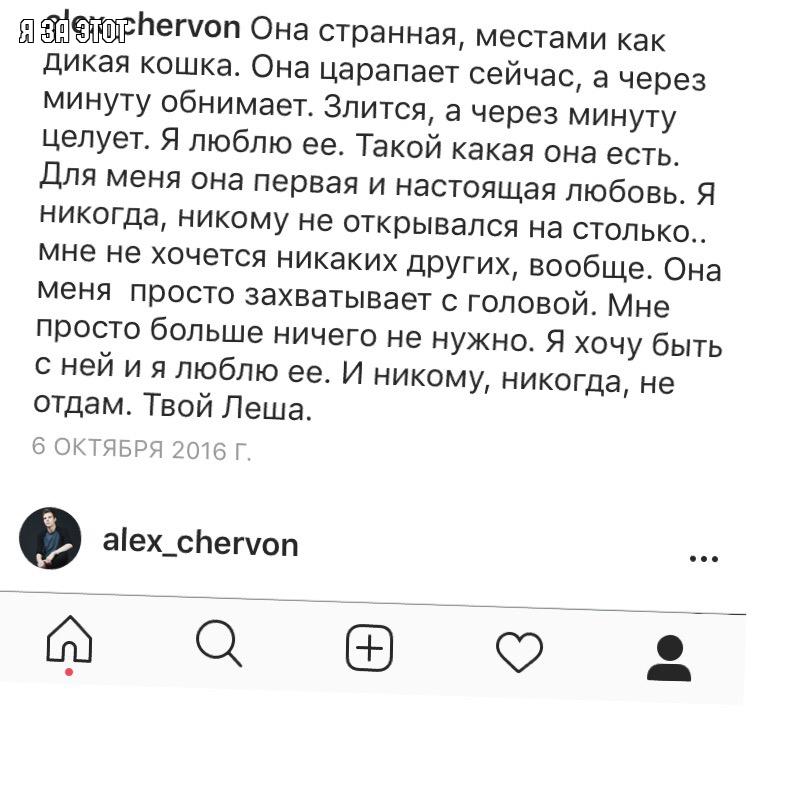 Я ЗА ЭТОТ
alex_chervon Она странная, местами как
дикая кошка. Она царапает сейчас, а через
минуту обнимает. Злится, а через минуту
целует. Я люблю ее. Такой какая она есть.
Для меня она первая и настоящая любовь. Я
никогда, никому не открывался на столько..
мне не хочется никаких других, вообще. Она
меня просто захватывает с головой. Мне
просто больше ничего не нужно. Я хочу быть
с ней и я люблю ее. И никому, никогда, не
отдам. Твой Леша.
6 ОКТЯБРЯ 2016 Г.
alex_chervon